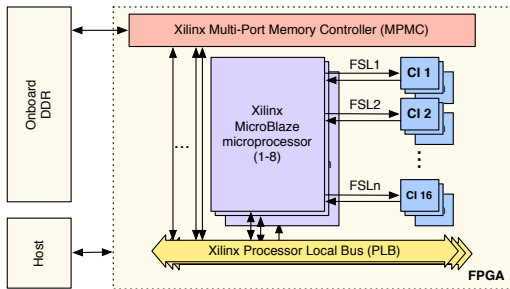 Xilinx Multi-Port Memory Controller (MPMC)
Onboard
DDR
Xilinx
MicroBlaze
microprocessor
(1-8)
...
FSL1
CI 1
FSL2
CI 2
...
FSLn
CI 16
Host
Xilinx Processor Local Bus (PLB)
FPGA